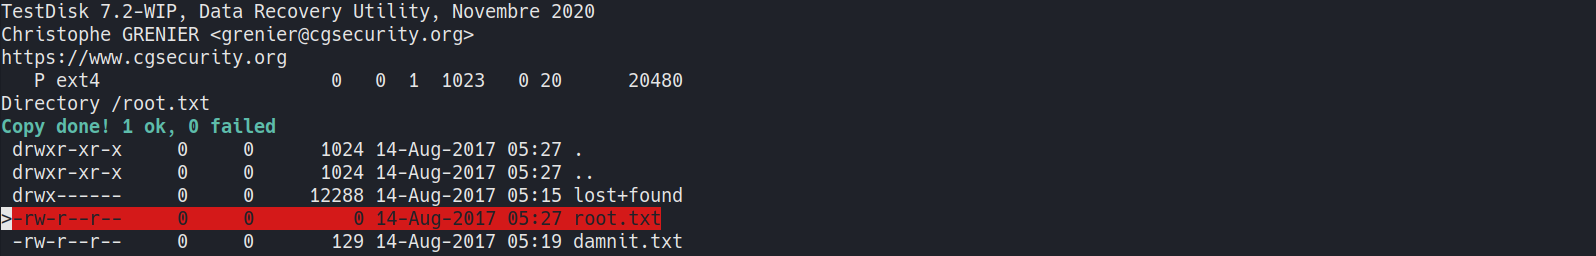 TestDisk 7.2-WIP, Data Recovery Utility, Novembre 2020
Christophe GRENIER <grenier@cgsecurity.org>
https://www.cgsecurity.org
   P ext4                     0   0  1  1023   0 20      20480
Directory /root.txt
Copy done! 1 ok, 0 failed
 drwxr-xr-x     0     0      1024 14-Aug-2017 05:27 .
 drwxr-xr-x     0     0      1024 14-Aug-2017 05:27 ..
 drwx------     0     0     12288 14-Aug-2017 05:15 lost+found
>-rw-r--r--     0     0         0 14-Aug-2017 05:27 root.txt
 -rw-r--r--     0     0       129 14-Aug-2017 05:19 damnit.txt